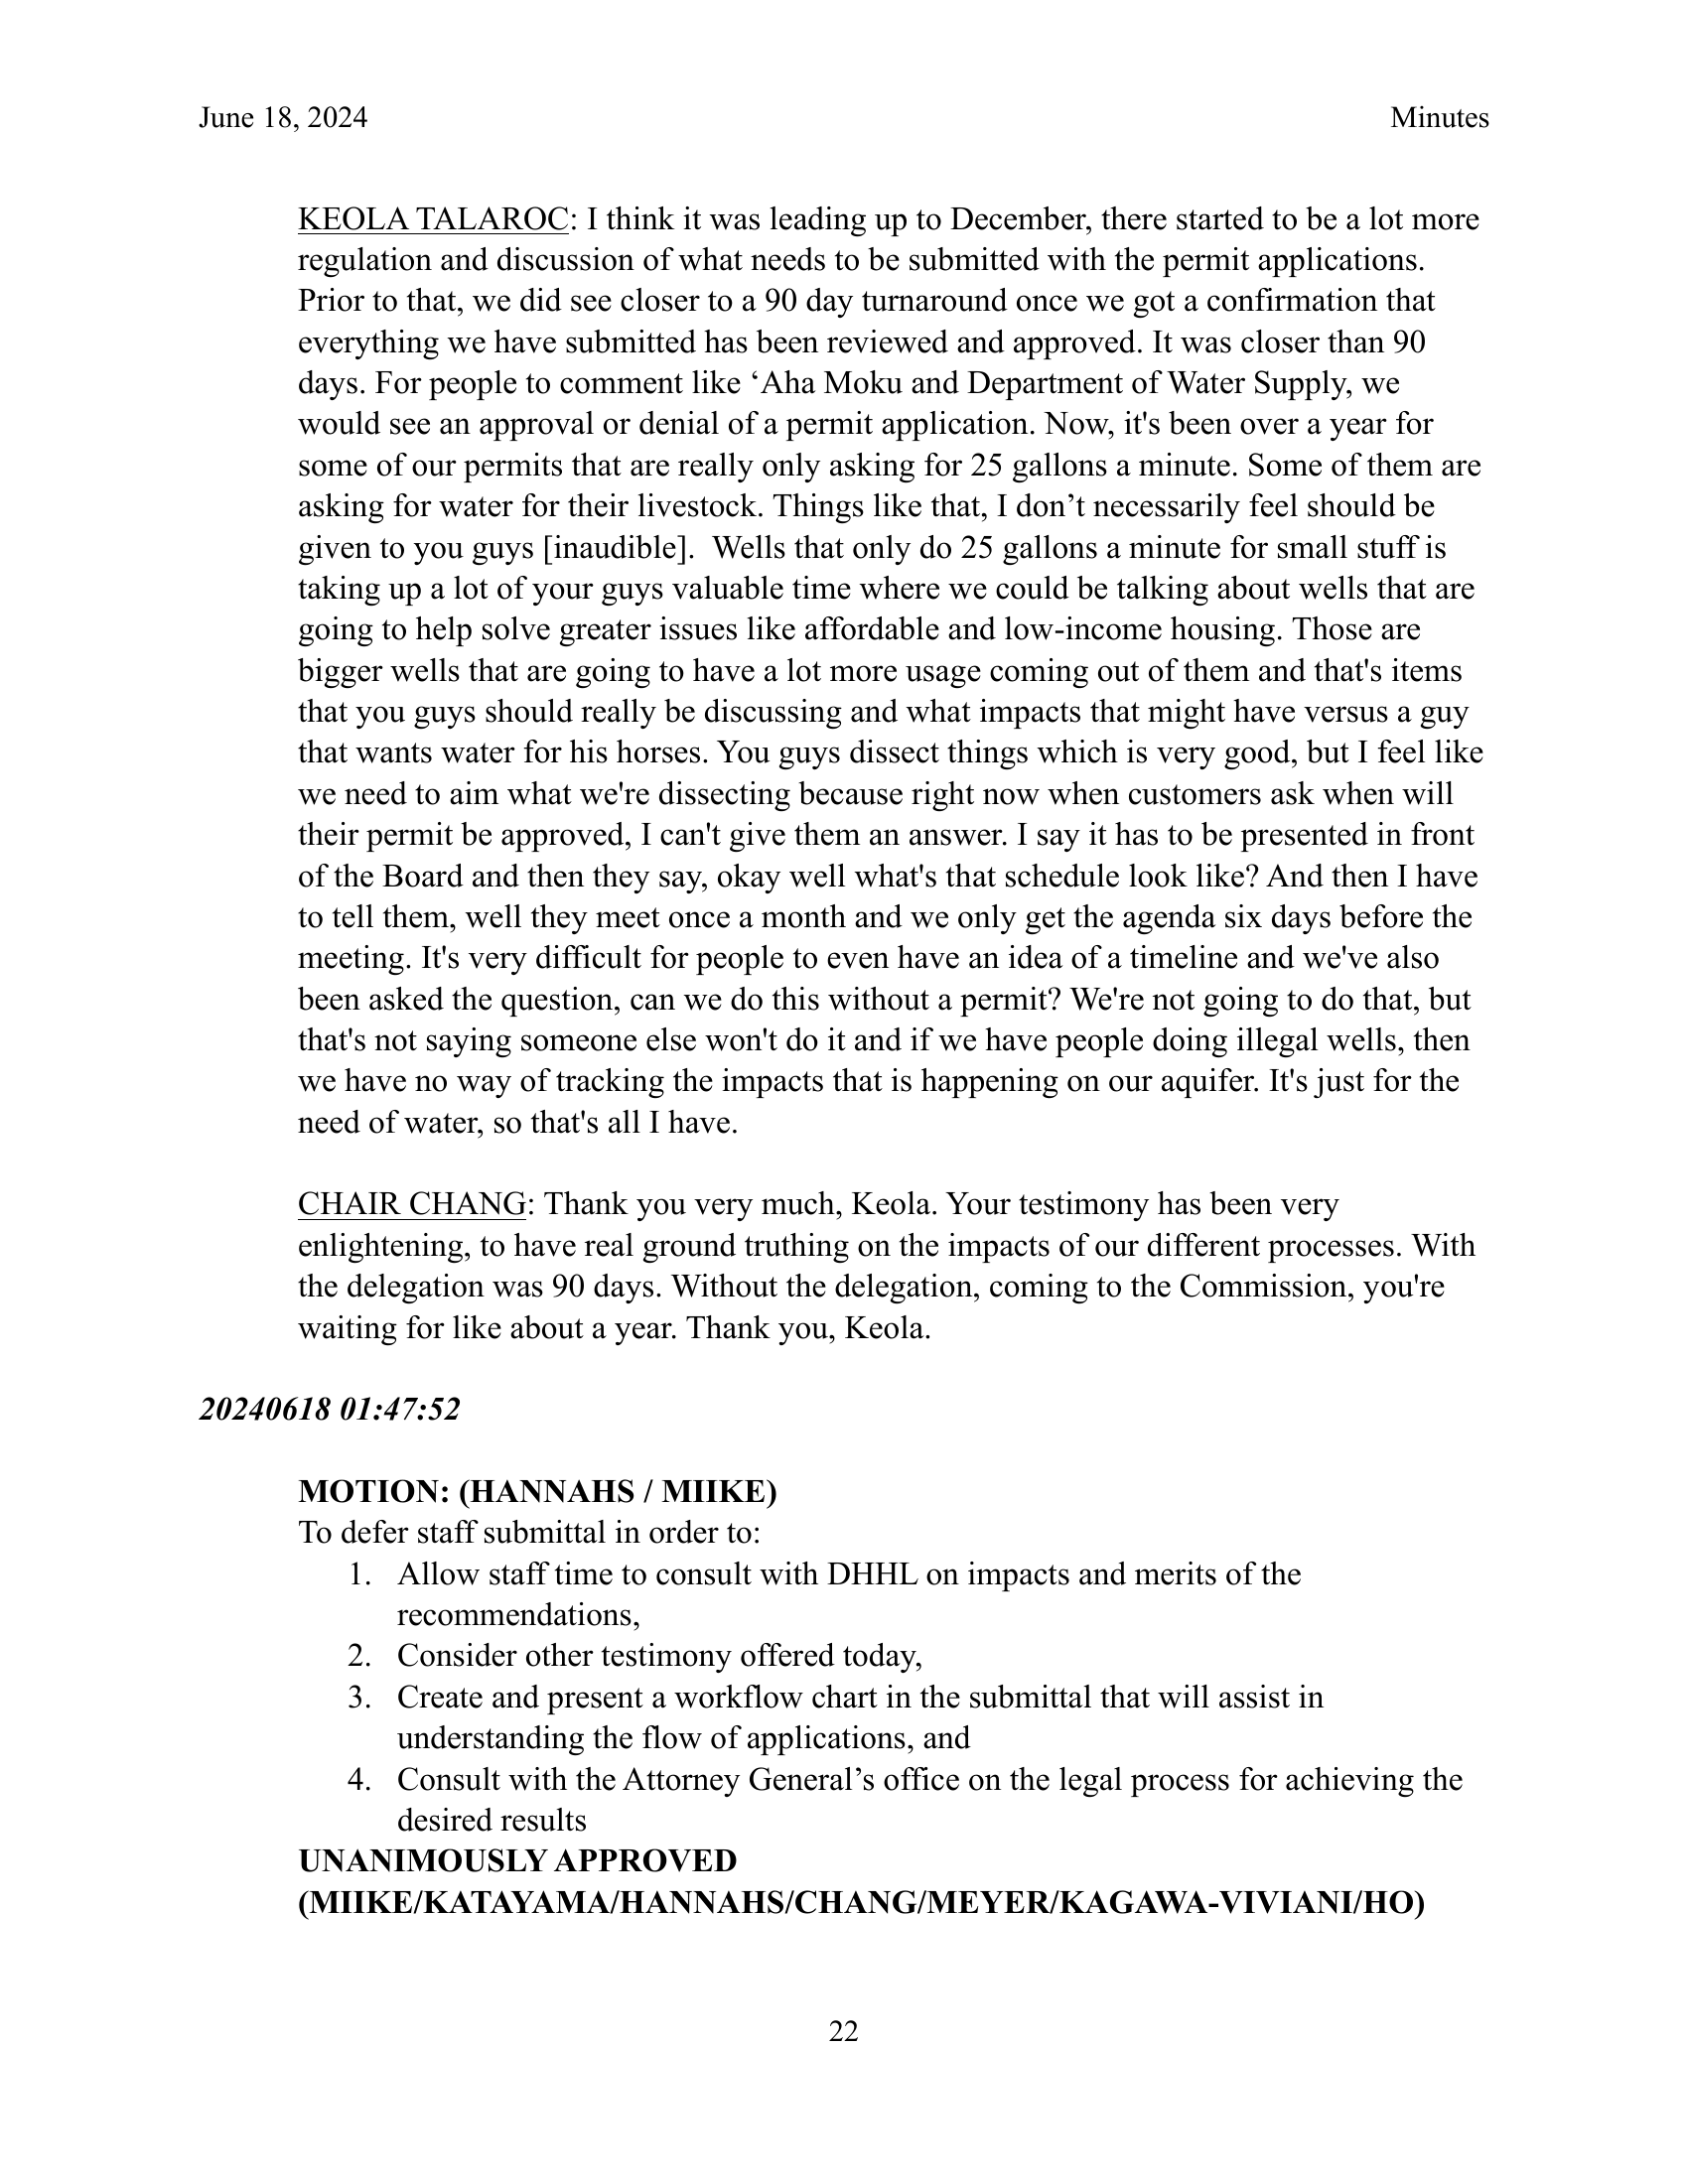 June 18, 2024 Minutes
KEOLA TALAROC: I think it was leading up to December, there started to be a lot more
regulation and discussion of what needs to be submitted with the permit applications.
Prior to that, we did see closer to a 90 day turnaround once we got a confirmation that
everything we have submitted has been reviewed and approved. It was closer than 90
days. For people to comment like ‘Aha Moku and Department of Water Supply, we
would see an approval or denial of a permit application. Now, it's been over a year for
some of our permits that are really only asking for 25 gallons a minute. Some of them are
asking for water for their livestock. Things like that, I don’t necessarily feel should be
given to you guys [inaudible].  Wells that only do 25 gallons a minute for small stuff is
taking up a lot of your guys valuable time where we could be talking about wells that are
going to help solve greater issues like affordable and low-income housing. Those are
bigger wells that are going to have a lot more usage coming out of them and that's items
that you guys should really be discussing and what impacts that might have versus a guy
that wants water for his horses. You guys dissect things which is very good, but I feel like
we need to aim what we're dissecting because right now when customers ask when will
their permit be approved, I can't give them an answer. I say it has to be presented in front
of the Board and then they say, okay well what's that schedule look like? And then I have
to tell them, well they meet once a month and we only get the agenda six days before the
meeting. It's very difficult for people to even have an idea of a timeline and we've also
been asked the question, can we do this without a permit? We're not going to do that, but
that's not saying someone else won't do it and if we have people doing illegal wells, then
we have no way of tracking the impacts that is happening on our aquifer. It's just for the
need of water, so that's all I have.
CHAIR CHANG: Thank you very much, Keola. Your testimony has been very
enlightening, to have real ground truthing on the impacts of our different processes. With
the delegation was 90 days. Without the delegation, coming to the Commission, you're
waiting for like about a year. Thank you, Keola.
20240618 01:47:52
MOTION: (HANNAHS / MIIKE)
To defer staff submittal in order to:
1. Allow staff time to consult with DHHL on impacts and merits of the
recommendations,
2. Consider other testimony offered today,
3. Create and present a workflow chart in the submittal that will assist in
understanding the flow of applications, and
4. Consult with the Attorney General’s office on the legal process for achieving the
desired results
UNANIMOUSLY APPROVED
(MIIKE/KATAYAMA/HANNAHS/CHANG/MEYER/KAGAWA-VIVIANI/HO)
22